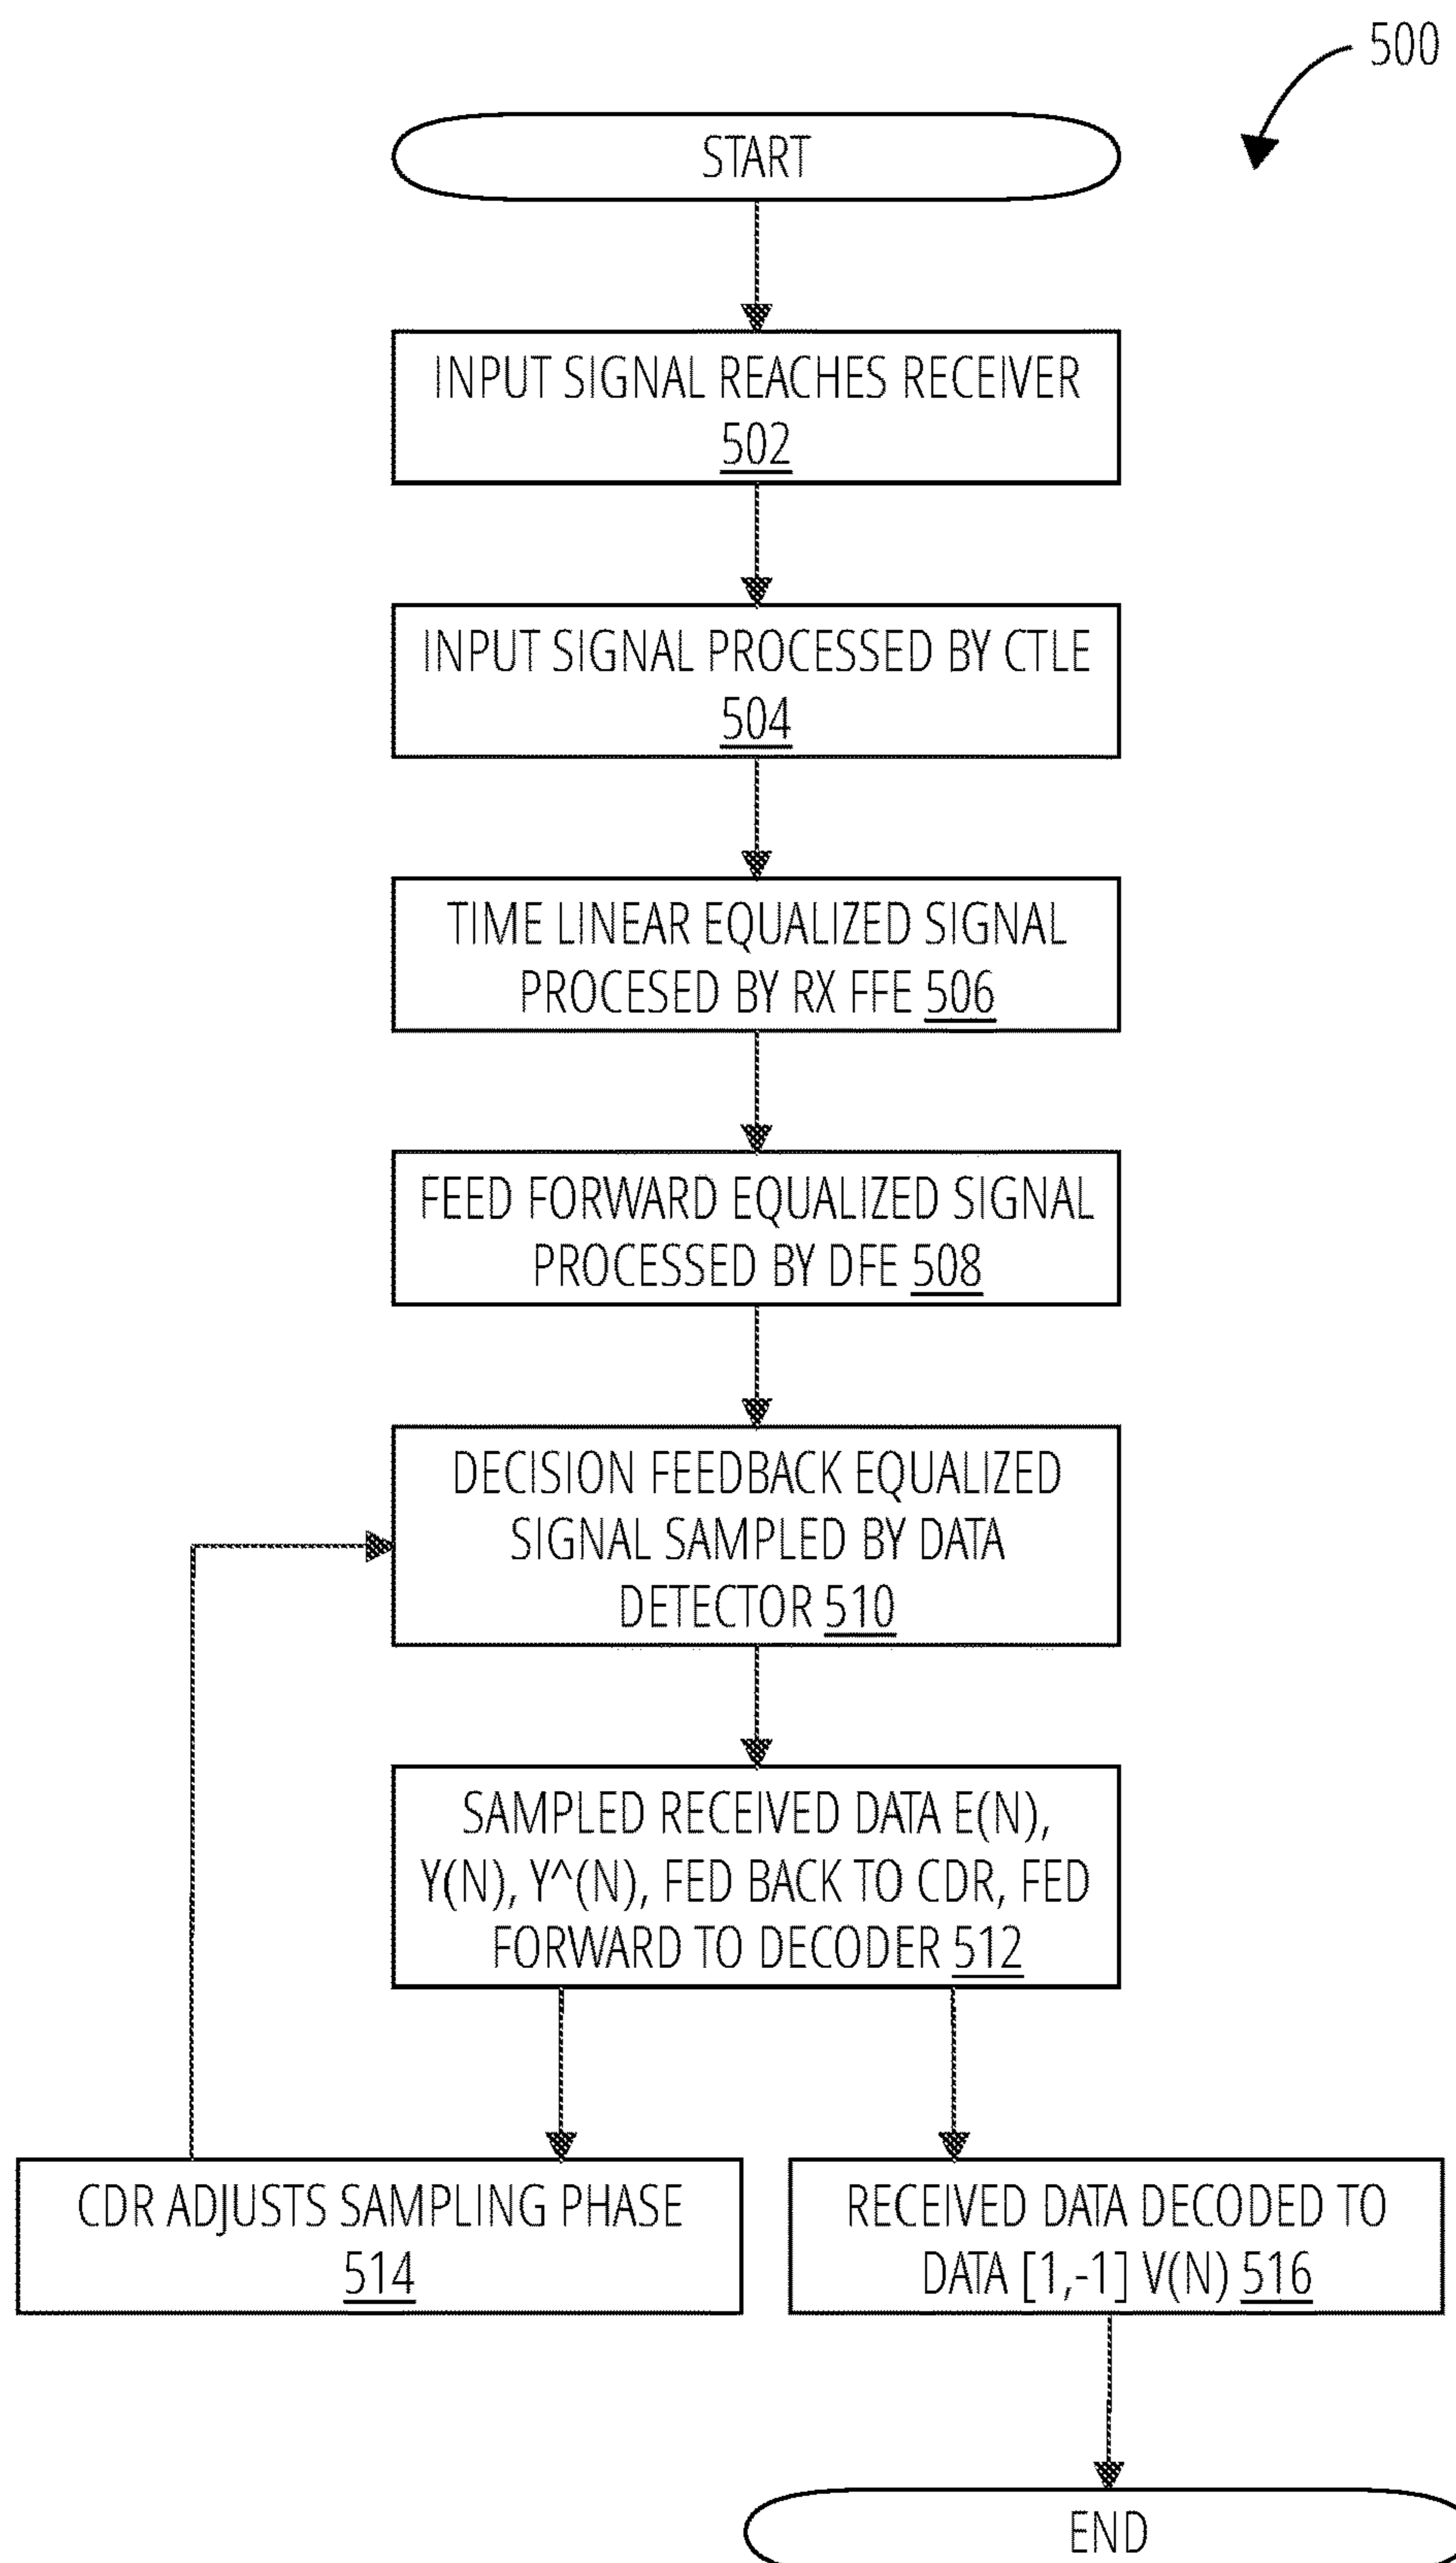 500
START
INPUT SIGNAL REACHES RECEIVER
502
INPUT SIGNAL PROCESSED BY CTLE
504
TIME LINEAR EQUALIZED SIGNAL
PROCESED BY RX FFE 506
FEED FORWARD EQUALIZED SIGNAL
PROCESSED BY DFE 508
DECISION FEEDBACK EQUALIZED
SIGNAL SAMPLED BY DATA
DETECTOR 510
SAMPLED RECEIVED DATA E(N),
Y(N), Y^(N), FED BACK TO CDR, FED
FORWARD TO DECODER 512
CDR ADJUSTS SAMPLING PHASE
514
RECEIVED DATA DECODED TO
DATA [1,-1] V(N) 516
END